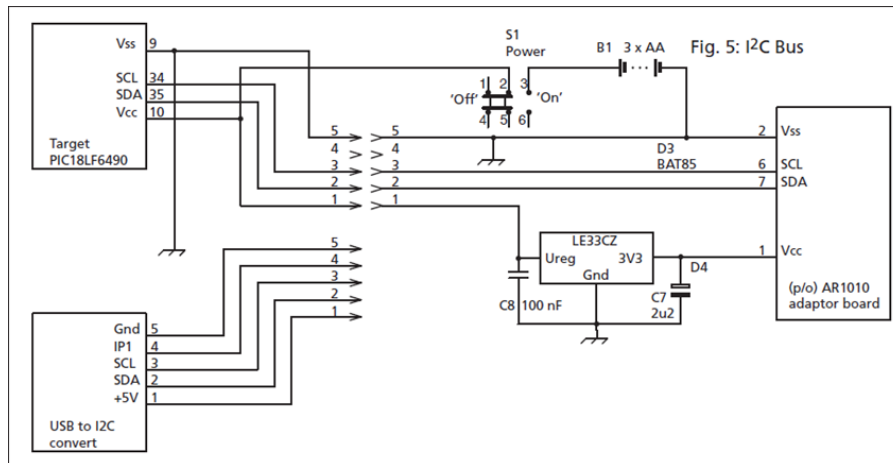 Fig. 5: I²C Bus
S1
Power
B1 3 x AA
1 2 3
'Off' 'On'
4 5 6
Vss 9
SCL 34
SDA 35
Vcc 10
Target
PIC18LF6490
5 5
4 4
3 3
2 2
1 1
D3
BAT85
2 Vss
6 SCL
7 SDA
1 Vcc
(p/o) AR1010
adaptor board
LE33CZ
Ureg 3V3
Gnd
D4
C8 100 nF
C7
2u2
5
4
3
2
1
Gnd 5
IP1 4
SCL 3
SDA 2
+5V 1
USB to I2C
convert